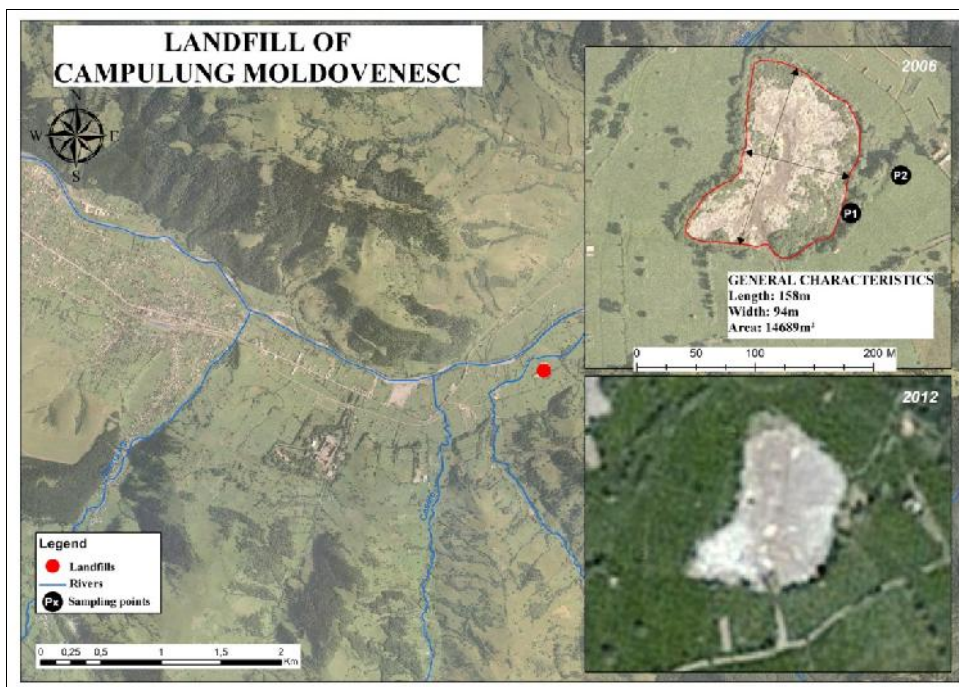 LANDFILL OF
CAMPULUNG MOLDOVENESC
N
W E
S
2006
P2
P1
GENERAL CHARACTERISTICS
Length: 158m
Width: 94m
Area: 14689m²
0 50 100 200 M
2012
Legend
Landfills
Rivers
Px Sampling points
0 0,25 0,5 1 1,5 2
Km